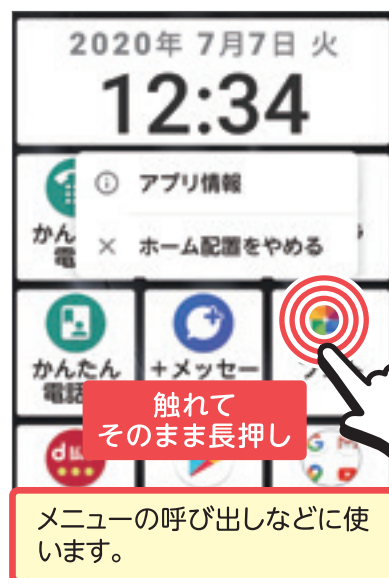 2020年 7月7日 火
12:34
アプリ情報
ホーム配置をやめる
かん
電
かんたん
電話
+メッセー
触れて
そのまま長押し
メニューの呼び出しなどに使
います。